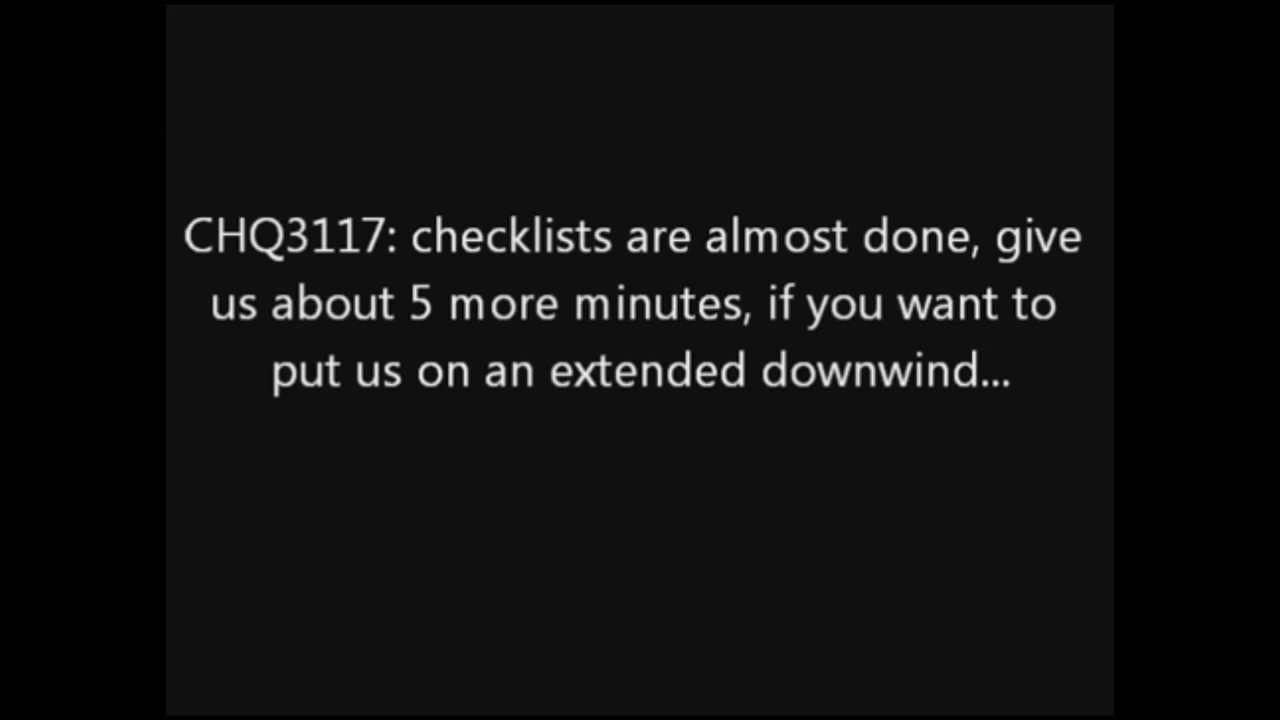 CHQ3117: checklists are almost done, give
us about 5 more minutes, if you want to
put us on an extended downwind...